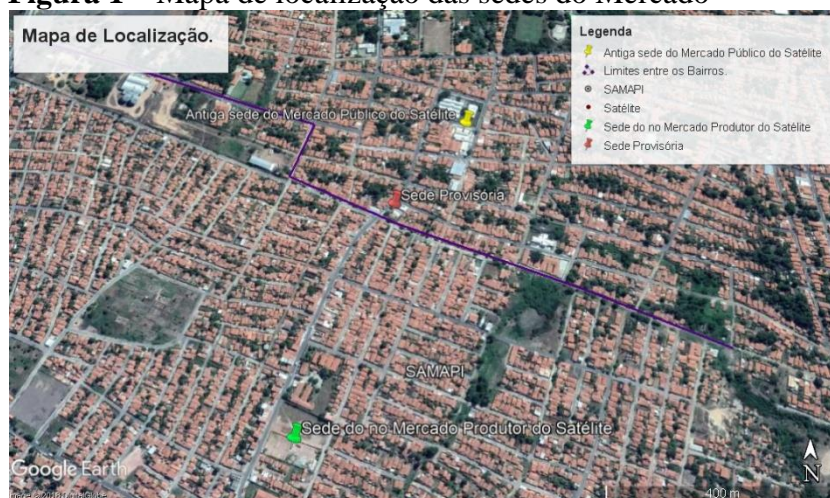 Figura 1 – Mapa de localização das sedes do Mercado
Mapa de Localização.
Legenda
Antiga sede do Mercado Público do Satélite
Limites entre os Bairros.
SAMAPI
Satélite
Sede do no Mercado Produtor do Satélite
Sede Provisória
Antiga sede do Mercado Público do Satélite
Sede Provisória
SAMAPI
Sede do no Mercado Produtor do Satélite
Google Earth
N
400 m